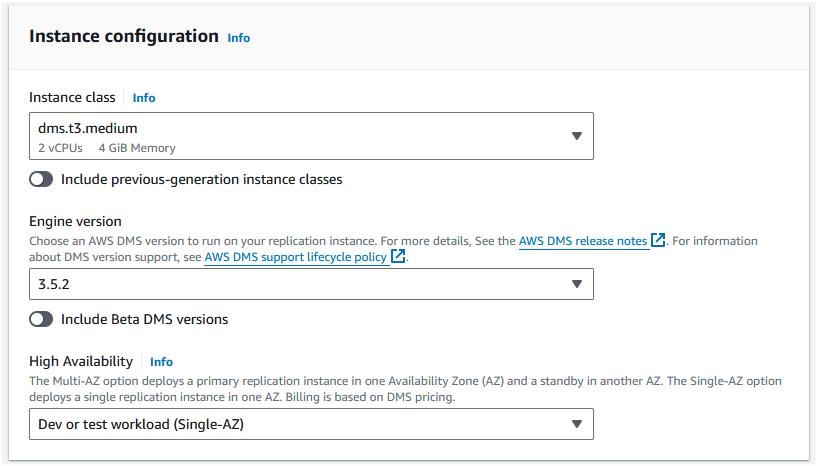 Instance configuration Info
Instance class Info
dms.t3.medium
2 vCPUs 4 GiB Memory
Include previous-generation instance classes
Engine version
Choose an AWS DMS version to run on your replication instance. For more details, See the AWS DMS release notes. For information
about DMS version support, see AWS DMS support lifecycle policy.
3.5.2
Include Beta DMS versions
High Availability Info
The Multi-AZ option deploys a primary replication instance in one Availability Zone (AZ) and a standby in another AZ. The Single-AZ option
deploys a single replication instance in one AZ. Billing is based on DMS pricing.
Dev or test workload (Single-AZ)